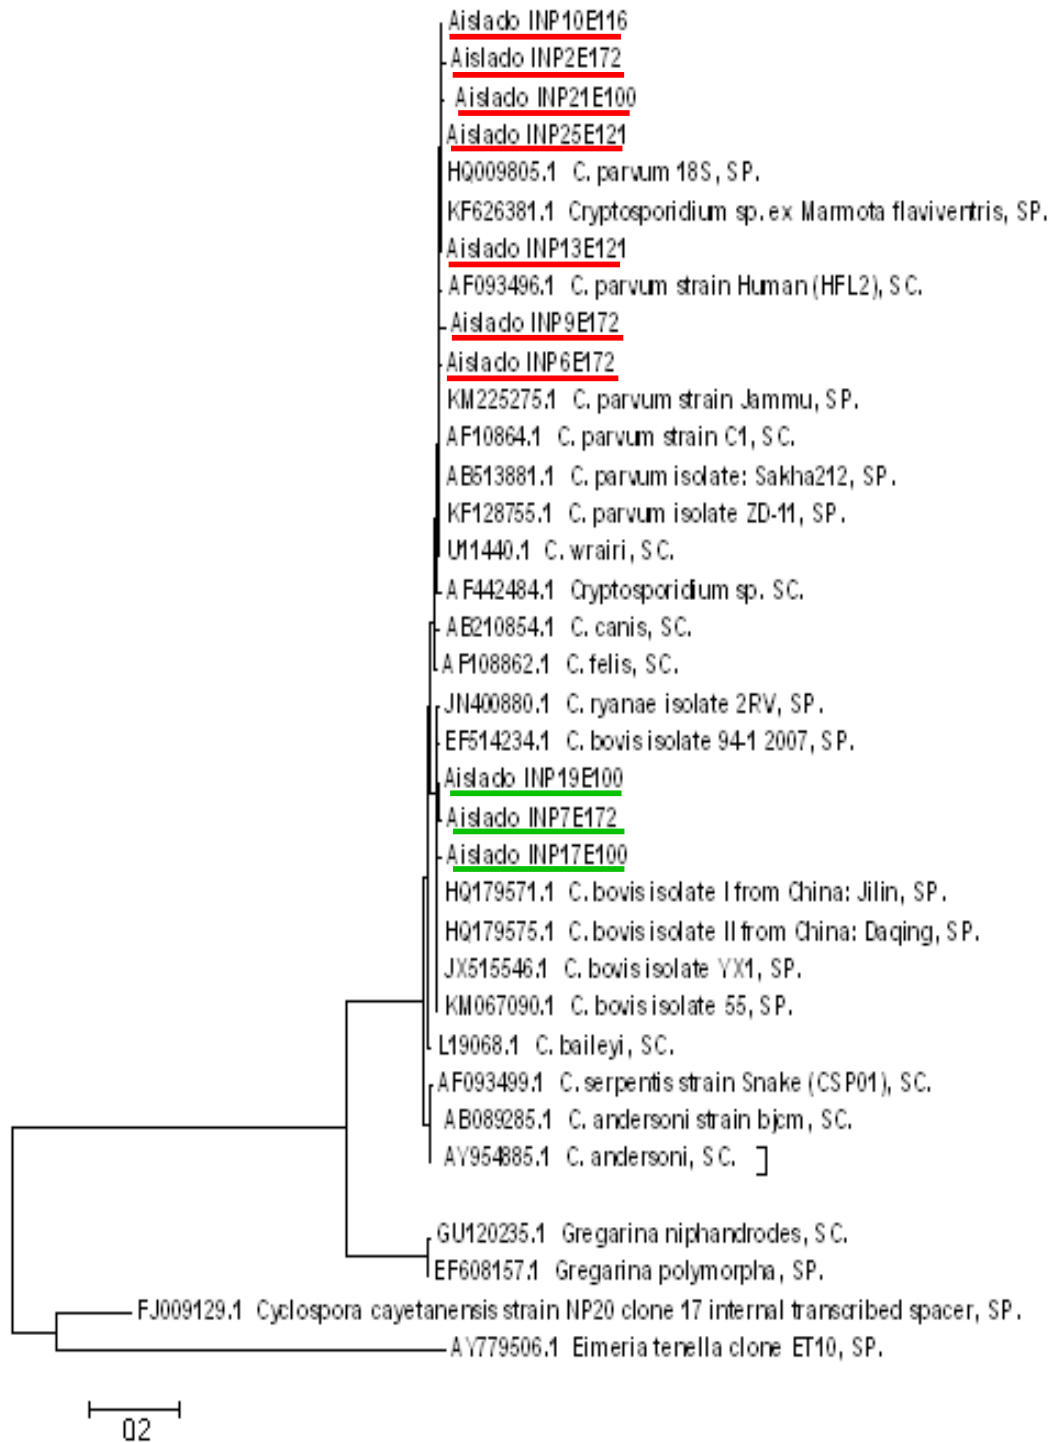 Aislado INP10E116
Aislado INP2E172
Aislado INP21E100
Aislado INP25E121
HQ009805.1 C. parvum 18S, SP.
KF626381.1 Cryptosporidium sp. ex Marmota flaviventris, SP.
Aislado INP13E121
AF093496.1 C. parvum strain Human (HFL2), SC.
Aislado INP9E172
Aislado INP6E172
KM225275.1 C. parvum strain Jammu, SP.
AF10864.1 C. parvum strain C1, SC.
AB513881.1 C. parvum isolate: Sakha212, SP.
KF128755.1 C. parvum isolate ZD-11, SP.
U11440.1 C. wrairi, SC.
AF442484.1 Cryptosporidium sp. SC.
AB210854.1 C. canis, SC.
AF108862.1 C. felis, SC.
JN400880.1 C. ryanae isolate 2RV, SP.
EF514234.1 C. bovis isolate 94-1 2007, SP.
Aislado INP19E100
Aislado INP7E172
Aislado INP17E100
HQ179571.1 C. bovis isolate I from China: Jilin, SP.
HQ179575.1 C. bovis isolate II from China: Daqing, SP.
JX515546.1 C. bovis isolate YX1, SP.
KM067090.1 C. bovis isolate 55, SP.
L19068.1 C. baileyi, SC.
AF093499.1 C. serpentis strain Snake (CSP01), SC.
AB089285.1 C. andersoni strain bjcm, SC.
AY954885.1 C. andersoni, SC.
GU120235.1 Gregarina niphandrodes, SC.
EF608157.1 Gregarina polymorpha, SP.
FJ009129.1 Cyclospora cayetanensis strain NP20 clone 17 internal transcribed spacer, SP.
AY779506.1 Eimeria tenella clone ET10, SP.
02